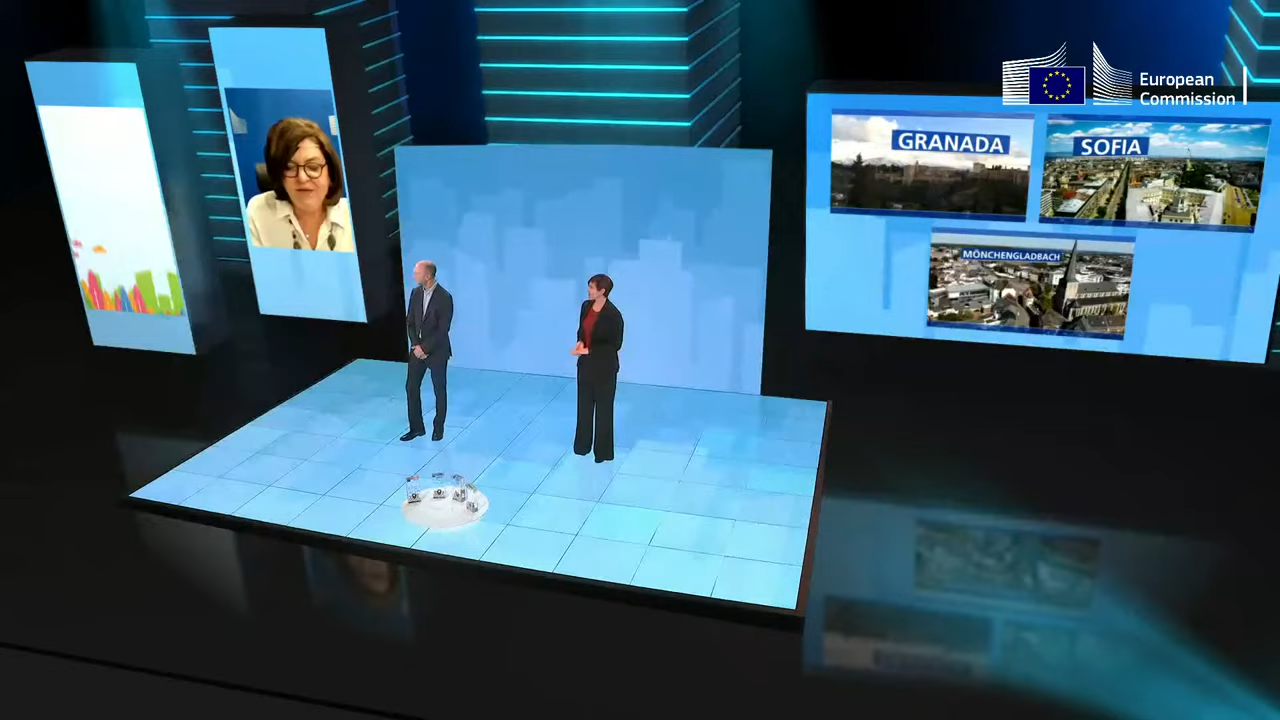 European
Commission
GRANADA
SOFIA
MÖNCHENGLADBACH